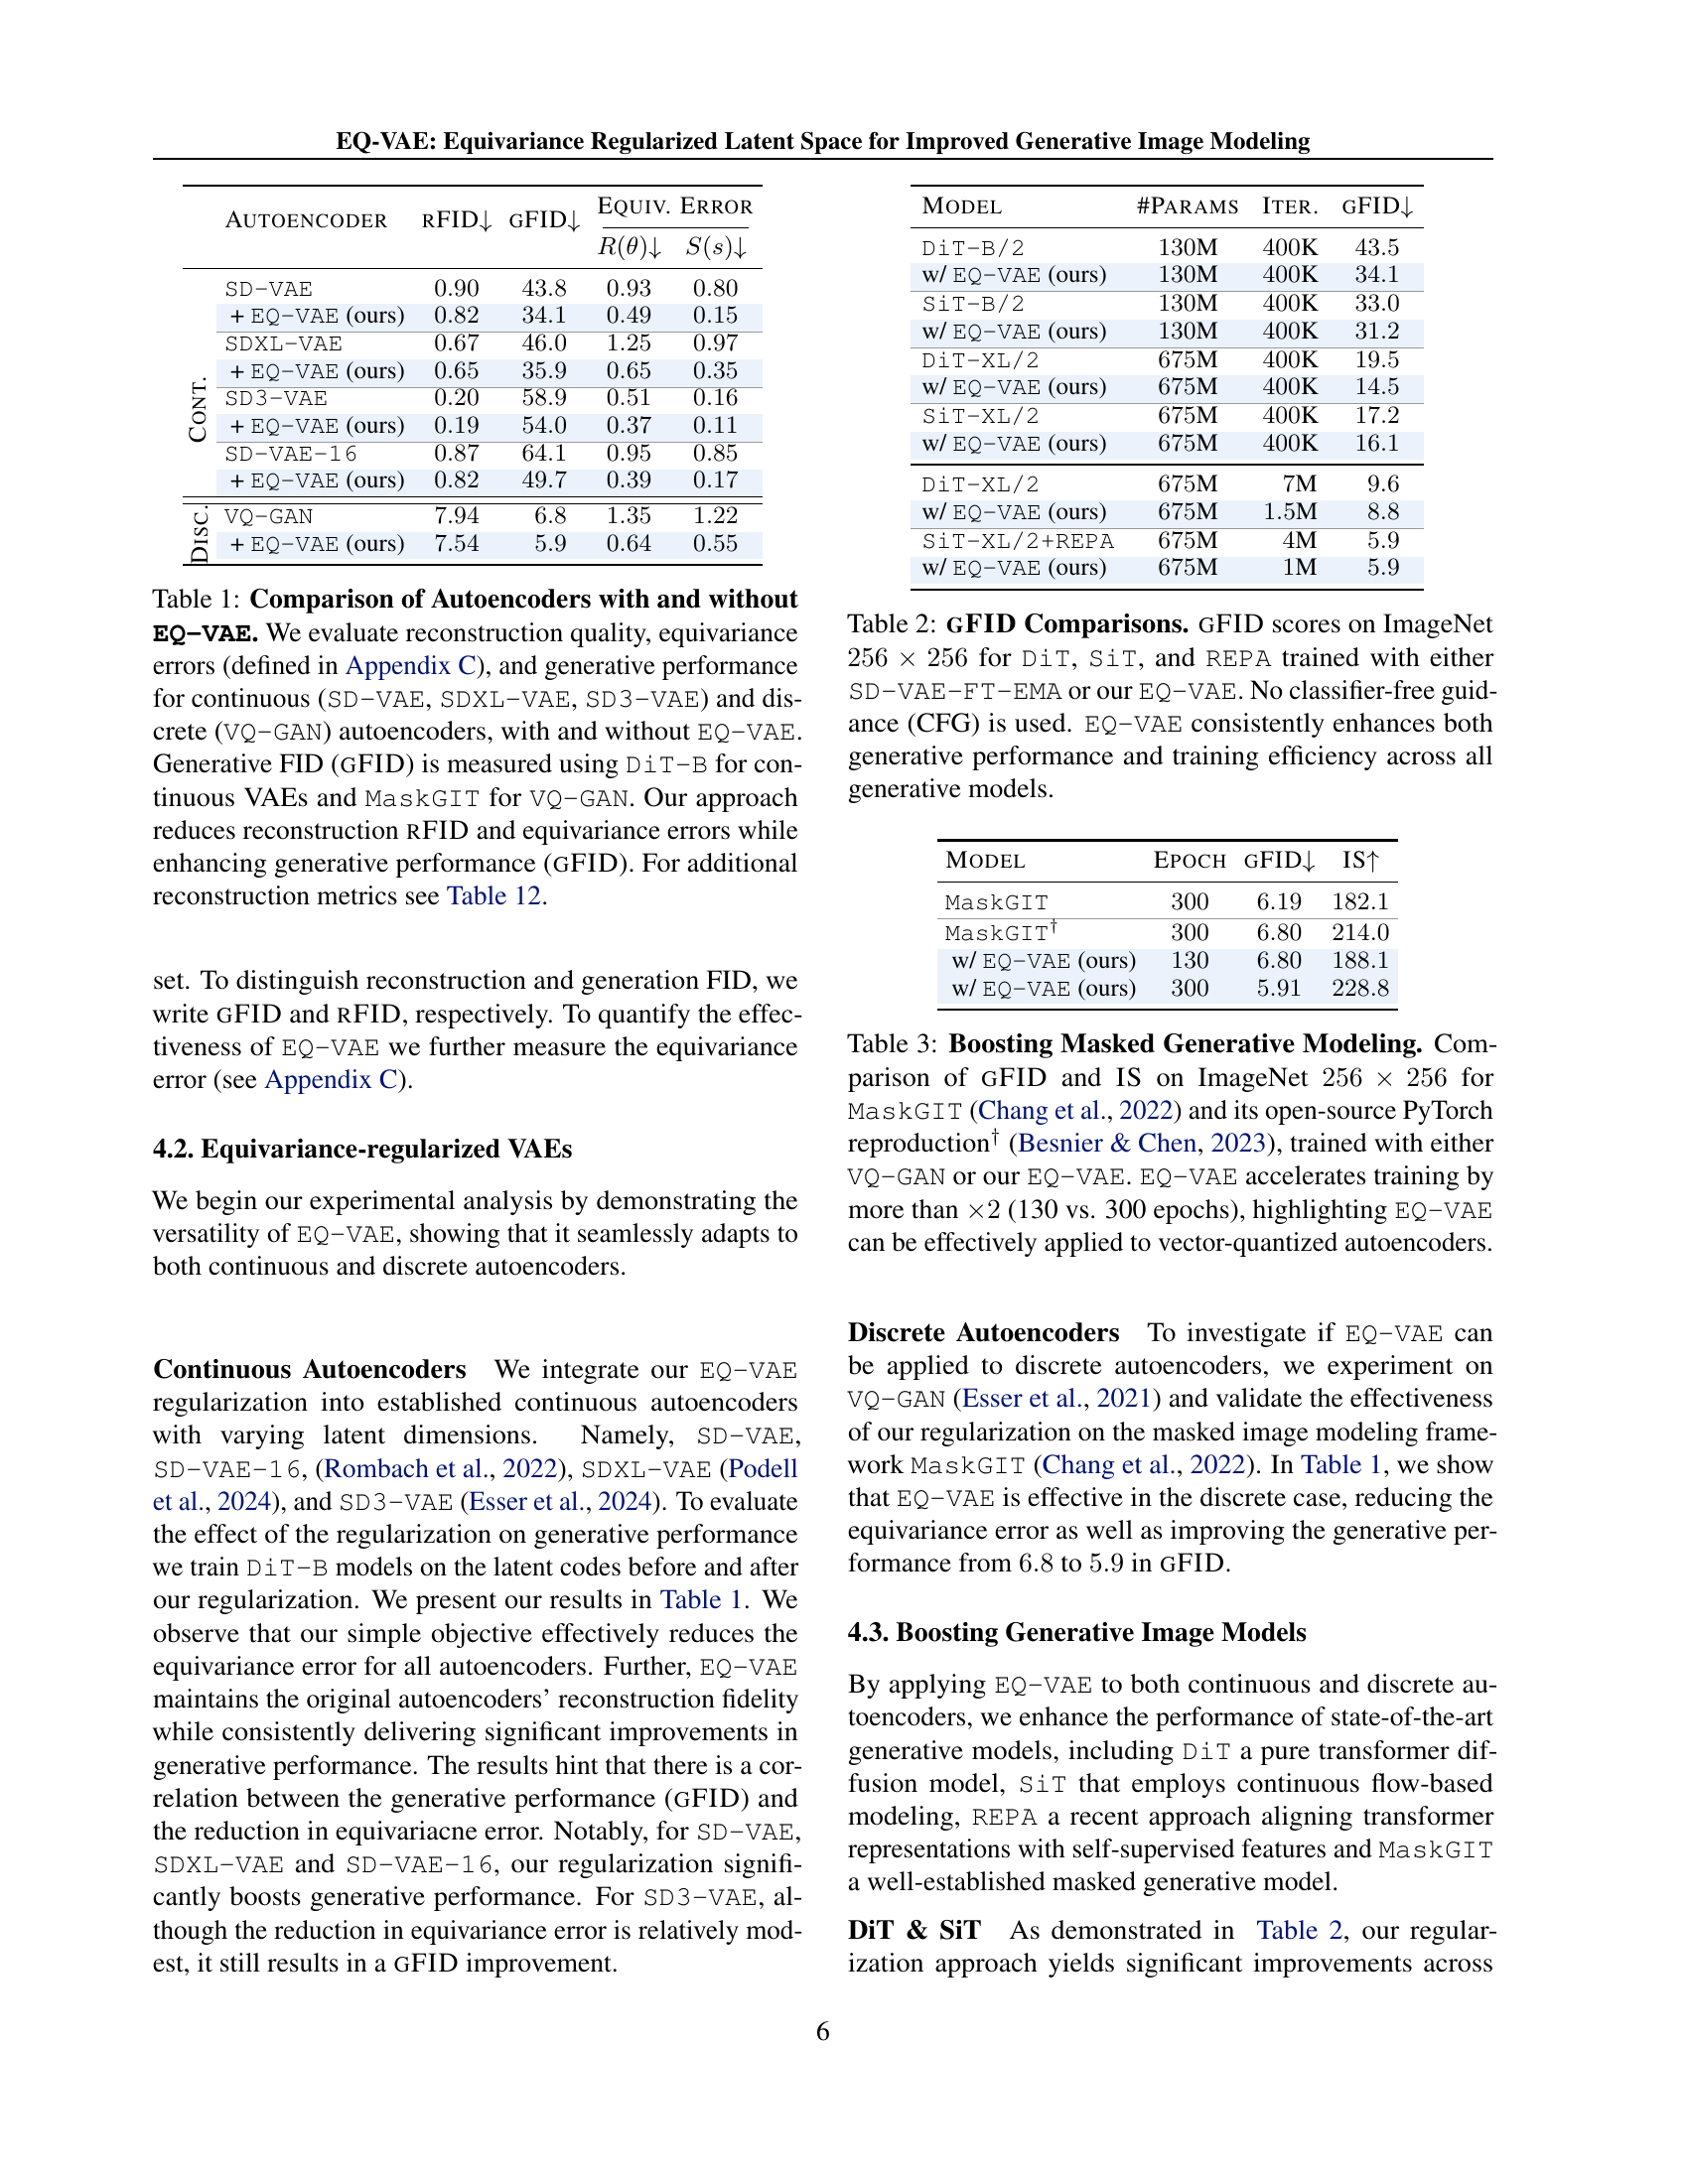 EQ-VAE: Equivariance Regularized Latent Space for Improved Generative Image Modeling
AUTOENCODER RFID↓ GFID↓ EQUIV. ERROR
R(θ)↓ S(s)↓
CONT.
SD-VAE 0.90 43.8 0.93 0.80
+ EQ-VAE (ours) 0.82 34.1 0.49 0.15
SDXL-VAE 0.67 46.0 1.25 0.97
+ EQ-VAE (ours) 0.65 35.9 0.65 0.35
SD3-VAE 0.20 58.9 0.51 0.16
+ EQ-VAE (ours) 0.19 54.0 0.37 0.11
SD-VAE-16 0.87 64.1 0.95 0.85
+ EQ-VAE (ours) 0.82 49.7 0.39 0.17
DISC.
VQ-GAN 7.94 6.8 1.35 1.22
+ EQ-VAE (ours) 7.54 5.9 0.64 0.55
Table 1: Comparison of Autoencoders with and without
EQ-VAE. We evaluate reconstruction quality, equivariance
errors (defined in Appendix C), and generative performance
for continuous (SD-VAE, SDXL-VAE, SD3-VAE) and dis-
crete (VQ-GAN) autoencoders, with and without EQ-VAE.
Generative FID (GFID) is measured using DiT-B for con-
tinuous VAEs and MaskGIT for VQ-GAN. Our approach
reduces reconstruction RFID and equivariance errors while
enhancing generative performance (GFID). For additional
reconstruction metrics see Table 12.
set. To distinguish reconstruction and generation FID, we
write GFID and RFID, respectively. To quantify the effec-
tiveness of EQ-VAE we further measure the equivariance
error (see Appendix C).
4.2. Equivariance-regularized VAEs
We begin our experimental analysis by demonstrating the
versatility of EQ-VAE, showing that it seamlessly adapts to
both continuous and discrete autoencoders.
Continuous Autoencoders We integrate our EQ-VAE
regularization into established continuous autoencoders
with varying latent dimensions. Namely, SD-VAE,
SD-VAE-16, (Rombach et al., 2022), SDXL-VAE (Podell
et al., 2024), and SD3-VAE (Esser et al., 2024). To evaluate
the effect of the regularization on generative performance
we train DiT-B models on the latent codes before and after
our regularization. We present our results in Table 1. We
observe that our simple objective effectively reduces the
equivariance error for all autoencoders. Further, EQ-VAE
maintains the original autoencoders' reconstruction fidelity
while consistently delivering significant improvements in
generative performance. The results hint that there is a cor-
relation between the generative performance (GFID) and
the reduction in equivariacne error. Notably, for SD-VAE,
SDXL-VAE and SD-VAE-16, our regularization signifi-
cantly boosts generative performance. For SD3-VAE, al-
though the reduction in equivariance error is relatively mod-
est, it still results in a GFID improvement.
MODEL #PARAMS ITER. GFID↓
DiT-B/2 130M 400K 43.5
w/ EQ-VAE (ours) 130M 400K 34.1
SiT-B/2 130M 400K 33.0
w/ EQ-VAE (ours) 130M 400K 31.2
DiT-XL/2 675M 400K 19.5
w/ EQ-VAE (ours) 675M 400K 14.5
SiT-XL/2 675M 400K 17.2
w/ EQ-VAE (ours) 675M 400K 16.1
DiT-XL/2 675M 7M 9.6
w/ EQ-VAE (ours) 675M 1.5M 8.8
SiT-XL/2+REPA 675M 4M 5.9
w/ EQ-VAE (ours) 675M 1M 5.9
Table 2: GFID Comparisons. GFID scores on ImageNet
256 × 256 for DiT, SiT, and REPA trained with either
SD-VAE-FT-EMA or our EQ-VAE. No classifier-free guid-
ance (CFG) is used. EQ-VAE consistently enhances both
generative performance and training efficiency across all
generative models.
MODEL EPOCH GFID↓ IS↑
MaskGIT 300 6.19 182.1
MaskGIT† 300 6.80 214.0
w/ EQ-VAE (ours) 130 6.80 188.1
w/ EQ-VAE (ours) 300 5.91 228.8
Table 3: Boosting Masked Generative Modeling. Com-
parison of GFID and IS on ImageNet 256 × 256 for
MaskGIT (Chang et al., 2022) and its open-source PyTorch
reproduction† (Besnier & Chen, 2023), trained with either
VQ-GAN or our EQ-VAE. EQ-VAE accelerates training by
more than ×2 (130 vs. 300 epochs), highlighting EQ-VAE
can be effectively applied to vector-quantized autoencoders.
Discrete Autoencoders To investigate if EQ-VAE can
be applied to discrete autoencoders, we experiment on
VQ-GAN (Esser et al., 2021) and validate the effectiveness
of our regularization on the masked image modeling frame-
work MaskGIT (Chang et al., 2022). In Table 1, we show
that EQ-VAE is effective in the discrete case, reducing the
equivariance error as well as improving the generative per-
formance from 6.8 to 5.9 in GFID.
4.3. Boosting Generative Image Models
By applying EQ-VAE to both continuous and discrete au-
toencoders, we enhance the performance of state-of-the-art
generative models, including DiT a pure transformer dif-
fusion model, SiT that employs continuous flow-based
modeling, REPA a recent approach aligning transformer
representations with self-supervised features and MaskGIT
a well-established masked generative model.
DiT & SiT As demonstrated in Table 2, our regular-
ization approach yields significant improvements across
6